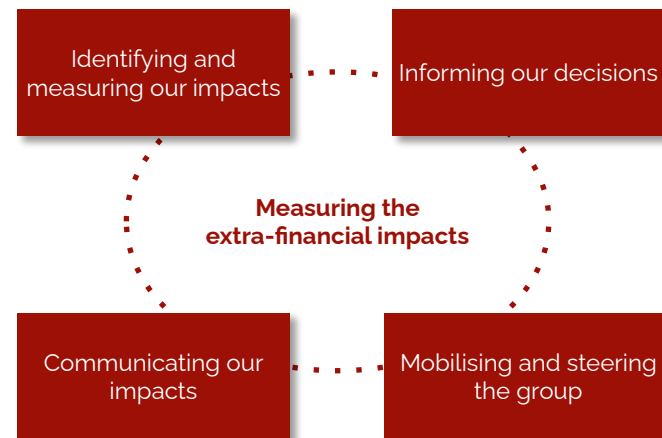 Identifying and
measuring our impacts
Informing our decisions
Measuring the
extra-financial impacts
Communicating our
impacts
Mobilising and steering
the group